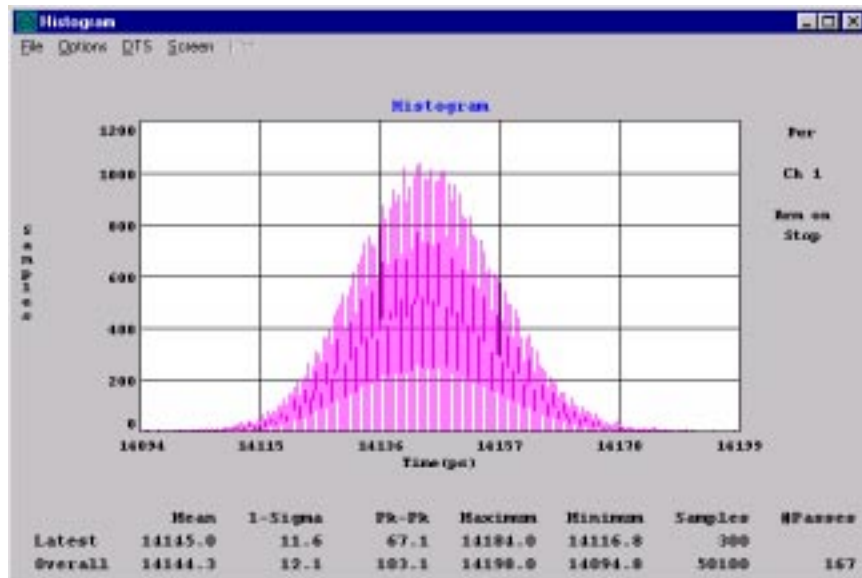 Histogram
File Options DTS Screen
Histogram
1200
1000
800
600
400
200
0
samples
14094 14115 14136 14157 14178 14199
Time(ps)
Per
Ch 1
Rem on
Stop
Mean 1-Sigma Pk-Pk Maximum Minimum Samples #Passes
Latest 14145.0 11.6 67.1 14184.0 14116.8 300
Overall 14144.3 12.1 103.1 14198.0 14094.8 50100 167